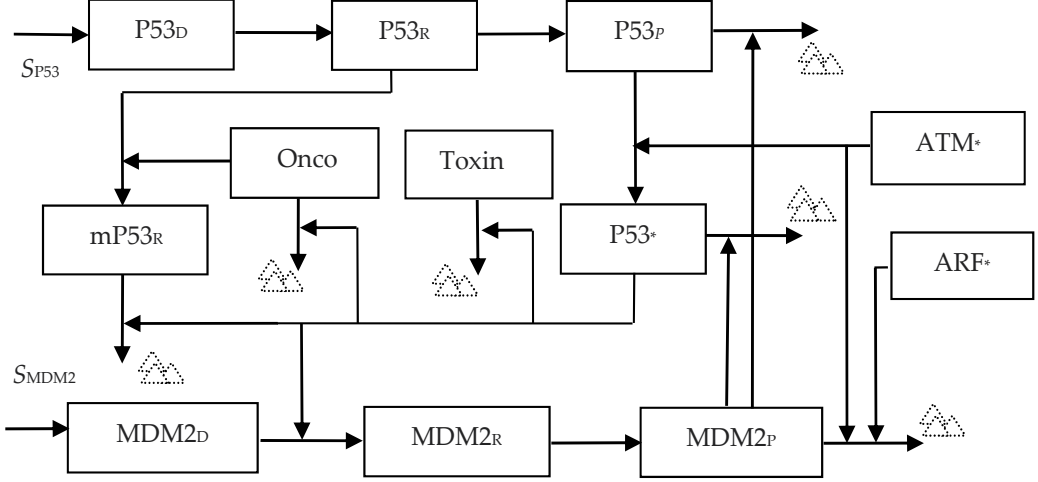 P53D
P53R
P53P
SP53
ATM*
Onco
Toxin
mP53R
P53*
ARF*
SMDM2
MDM2D
MDM2R
MDM2P